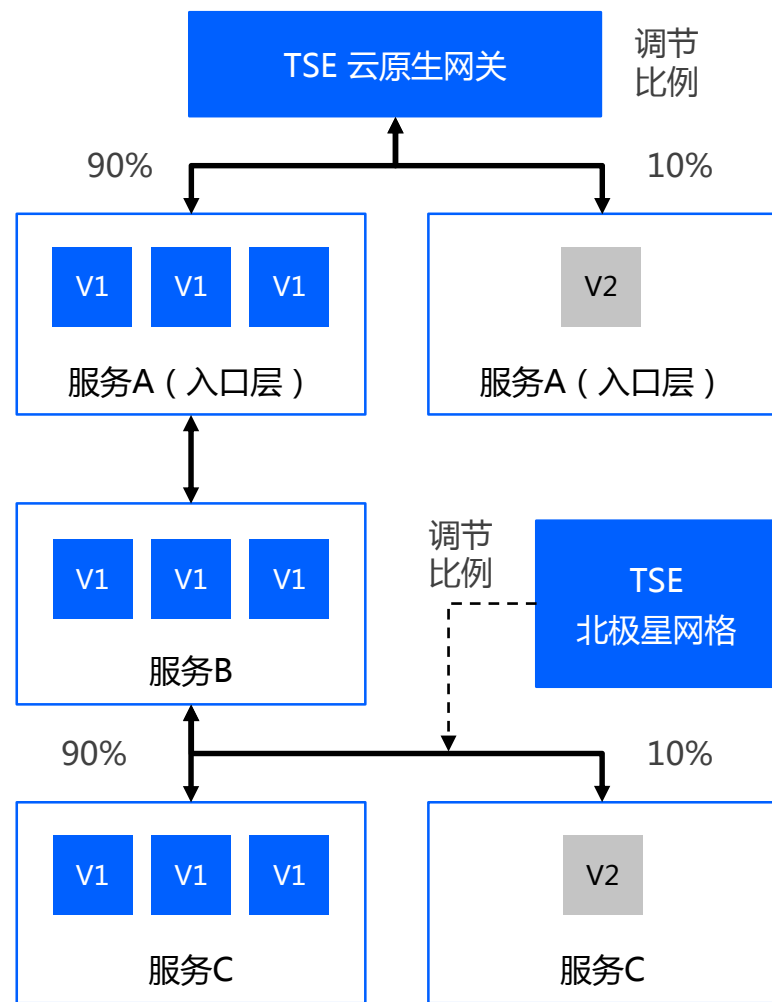 TSE 云原生网关
调节
比例
90%
10%
V1 V1 V1
V2
服务A（入口层）
服务A（入口层）
V1 V1 V1
服务B
调节
比例
TSE
北极星网格
90%
10%
V1 V1 V1
V2
服务C
服务C